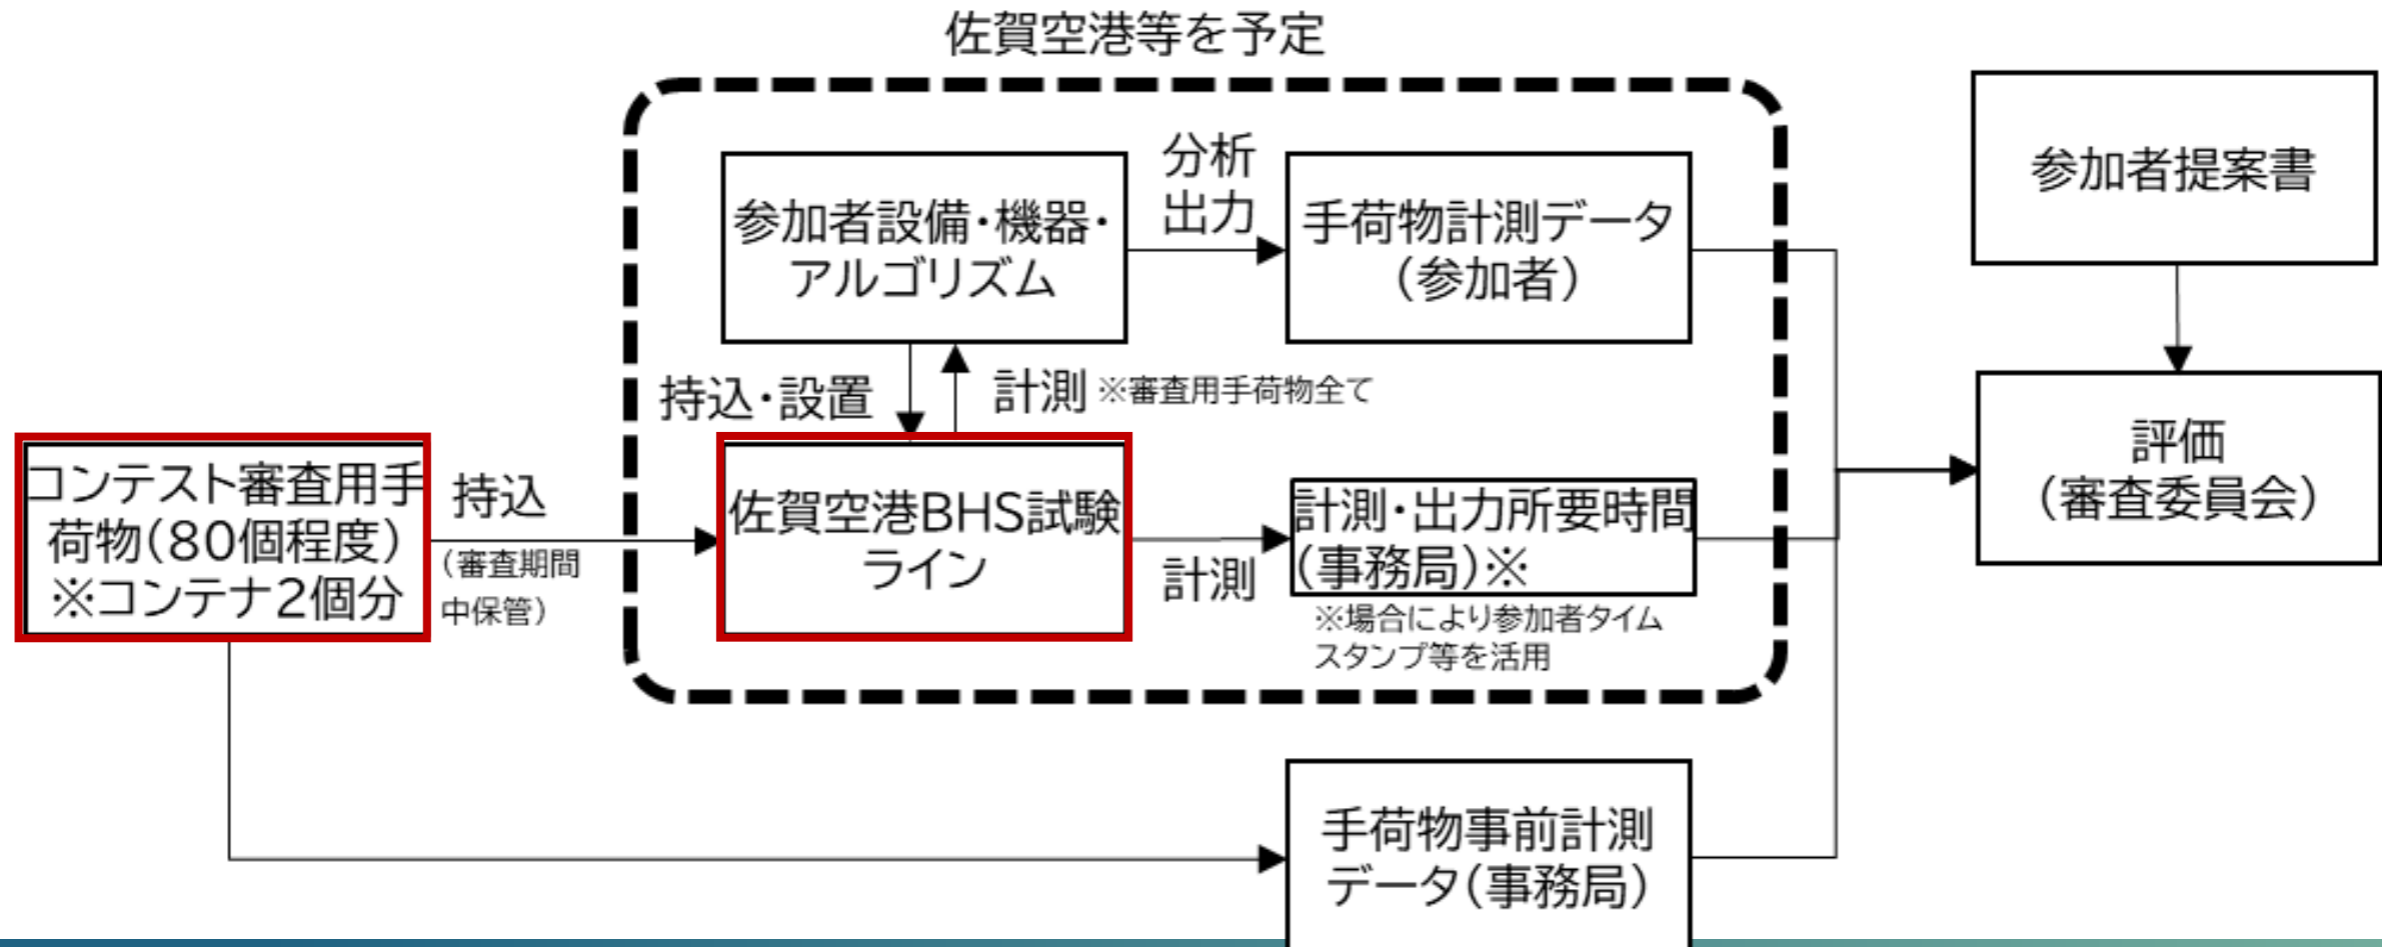 佐賀空港等を予定
参加者設備・機器・
アルゴリズム
分析
出力
手荷物計測データ
（参加者）
参加者提案書
持込・設置
計測 ※審査用手荷物全て
コンテスト審査用手
荷物（80個程度）
※コンテナ2個分
持込
（審査期間
中保管）
佐賀空港BHS試験
ライン
計測
計測・出力所要時間
（事務局）※
※場合により参加者タイム
スタンプ等を活用
評価
（審査委員会）
手荷物事前計測
データ（事務局）